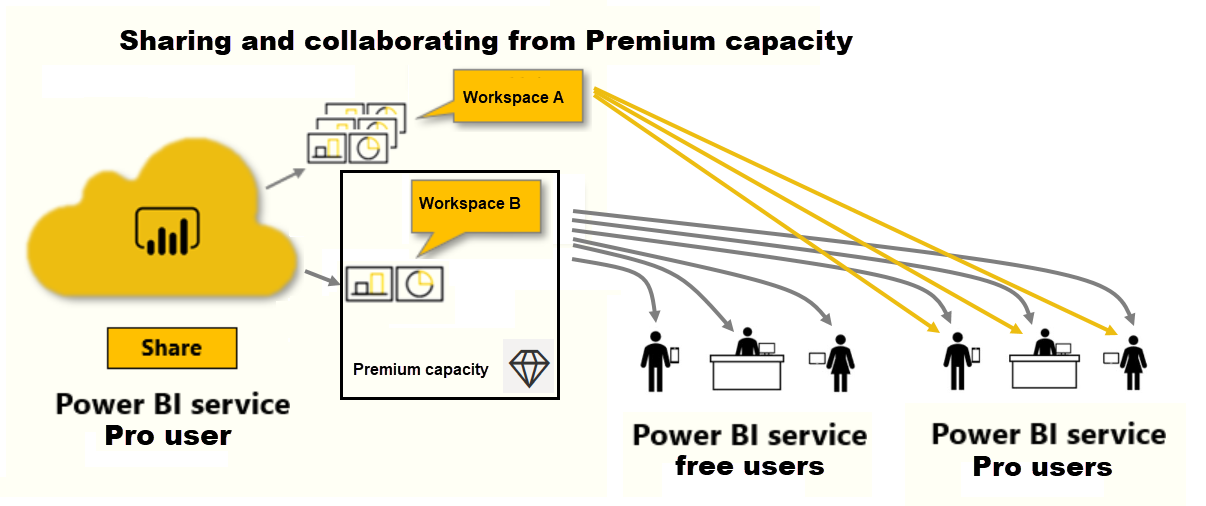 Sharing and collaborating from Premium capacity
Workspace A
Workspace B
Premium capacity
Share
Power BI service
Pro user
Power BI service
free users
Power BI service
Pro users